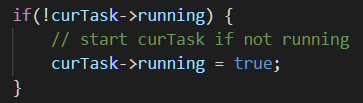 if(!curTask->running) {
    // start curTask if not running
    curTask->running = true;
}